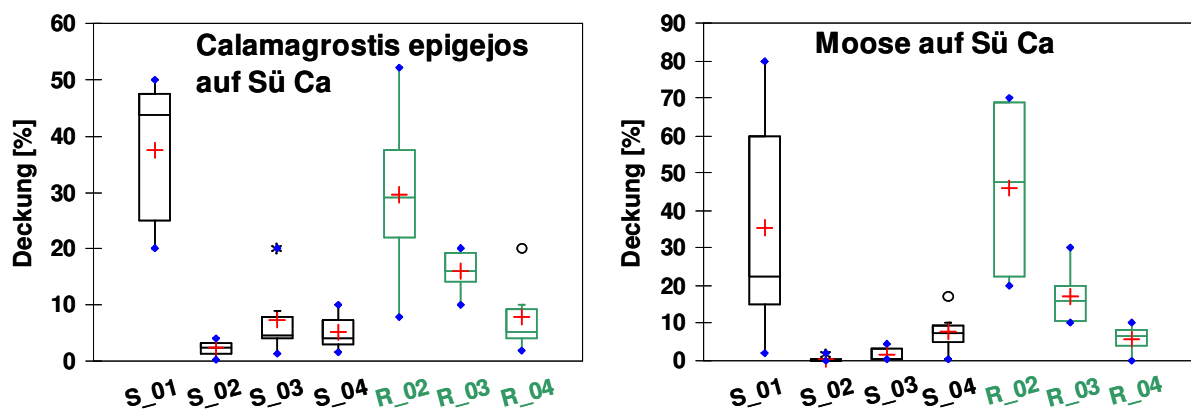 Calamagrostis epigejos
auf Sü Ca
Deckung [%]
60
50
40
30
20
10
0
S_01 S_02 S_03 S_04 R_02 R_03 R_04
Moose auf Sü Ca
Deckung [%]
90
80
70
60
50
40
30
20
10
0
S_01 S_02 S_03 S_04 R_02 R_03 R_04